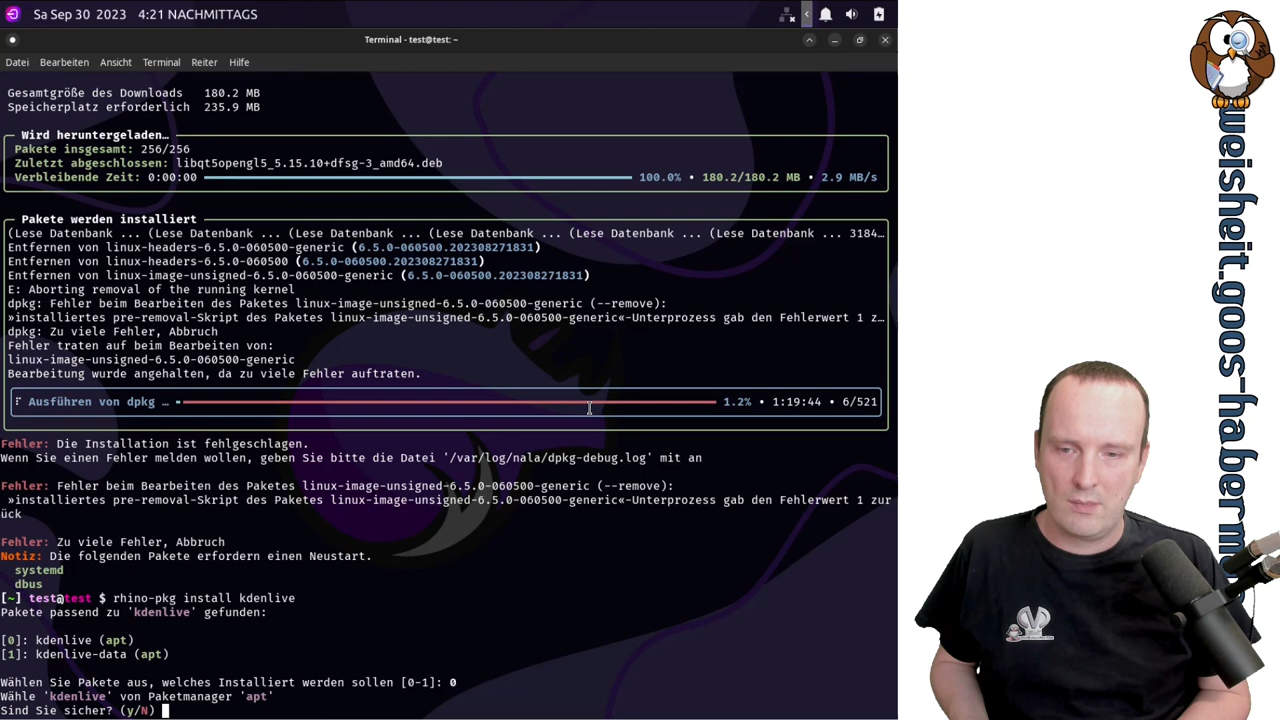 Sa Sep 30 2023 4:21 NACHMITTAGS
Terminal - test@test: ~
Datei Bearbeiten Ansicht Terminal Reiter Hilfe
Gesamtgröße des Downloads 180.2 MB
Speicherplatz erforderlich 235.9 MB
Wird heruntergeladen…
Pakete insgesamt: 256/256
Zuletzt abgeschlossen: libqt5opengl5_5.15.10+dfsg-3_amd64.deb
Verbleibende Zeit: 0:00:00 100.0% • 180.2/180.2 MB • 2.9 MB/s
Pakete werden installiert
(Lese Datenbank ... (Lese Datenbank ... (Lese Datenbank ... (Lese Datenbank ... (Lese Datenbank ... (Lese Datenbank ... 3184…
Entfernen von linux-headers-6.5.0-060500-generic (6.5.0-060500.202308271831)
Entfernen von linux-headers-6.5.0-060500 (6.5.0-060500.202308271831)
Entfernen von linux-image-unsigned-6.5.0-060500-generic (6.5.0-060500.202308271831)
E: Aborting removal of the running kernel
dpkg: Fehler beim Bearbeiten des Paketes linux-image-unsigned-6.5.0-060500-generic (--remove):
»installiertes pre-removal-Skript des Paketes linux-image-unsigned-6.5.0-060500-generic«-Unterprozess gab den Fehlerwert 1 z…
dpkg: Zu viele Fehler, Abbruch
Fehler traten auf beim Bearbeiten von:
linux-image-unsigned-6.5.0-060500-generic
Bearbeitung wurde angehalten, da zu viele Fehler auftraten.
Ausführen von dpkg … 1.2% • 1:19:44 • 6/521
Fehler: Die Installation ist fehlgeschlagen.
Wenn Sie einen Fehler melden wollen, geben Sie bitte die Datei '/var/log/nala/dpkg-debug.log' mit an
Fehler: Fehler beim Bearbeiten des Paketes linux-image-unsigned-6.5.0-060500-generic (--remove):
»installiertes pre-removal-Skript des Paketes linux-image-unsigned-6.5.0-060500-generic«-Unterprozess gab den Fehlerwert 1 zur
ück
Fehler: Zu viele Fehler, Abbruch
Notiz: Die folgenden Pakete erfordern einen Neustart.
systemd
dbus
[~] test@test $ rhino-pkg install kdenlive
Pakete passend zu 'kdenlive' gefunden:
[0]: kdenlive (apt)
[1]: kdenlive-data (apt)
Wählen Sie Pakete aus, welches Installiert werden sollen [0-1]: 0
Wähle 'kdenlive' von Paketmanager 'apt'
Sind Sie sicher? (y/N)